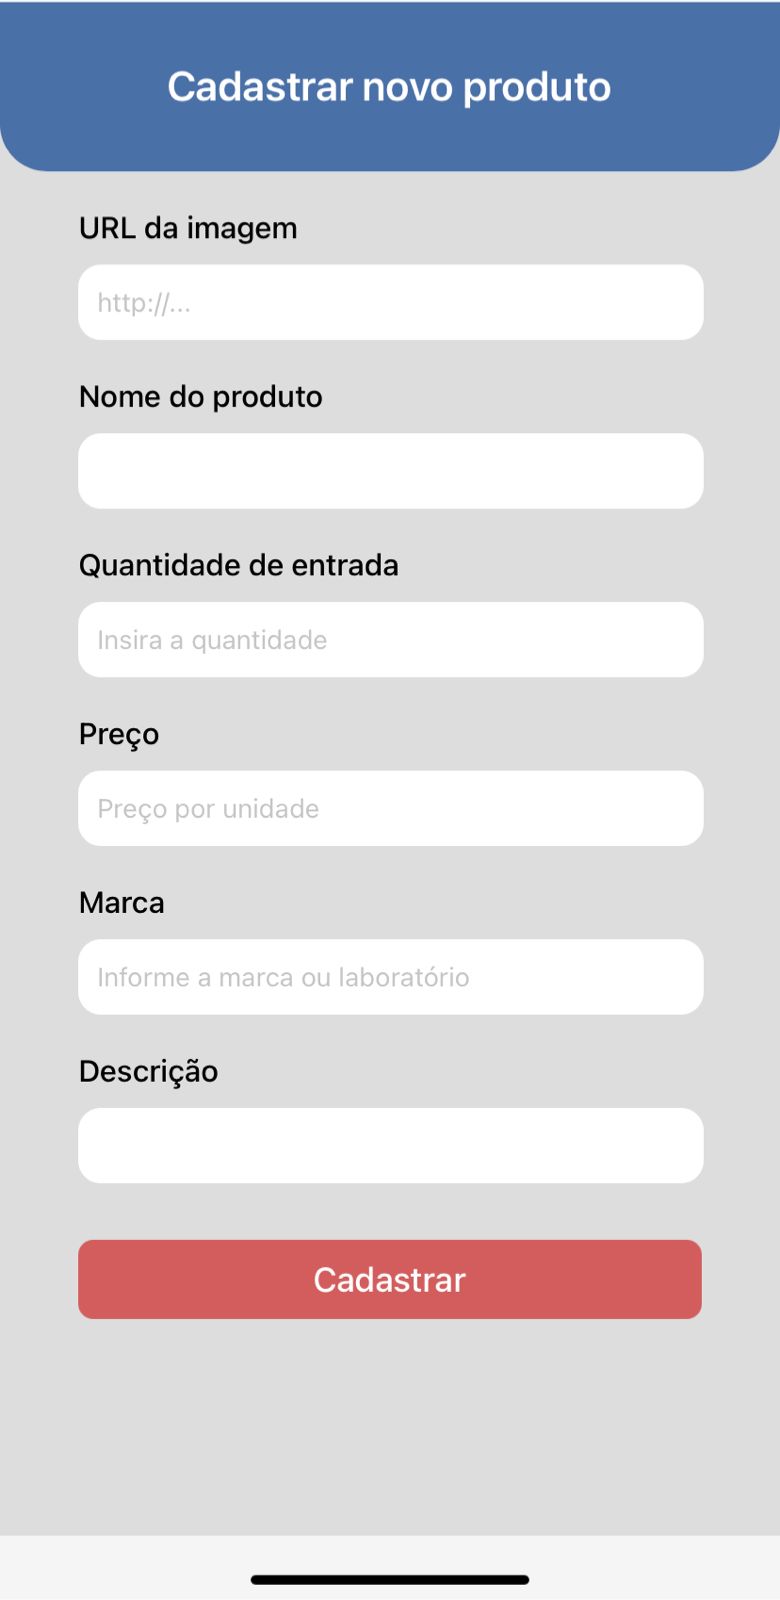 Cadastrar novo produto
URL da imagem
http://...
Nome do produto
Quantidade de entrada
Insira a quantidade
Preço
Preço por unidade
Marca
Informe a marca ou laboratório
Descrição
Cadastrar